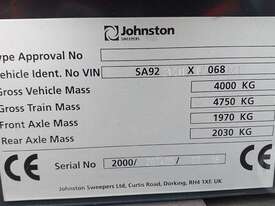 Johnston
SWEEPERS
Type Approval No
Vehicle Ident. No VIN SA92 X 068
Gross Vehicle Mass 4000 KG
Gross Train Mass 4750 KG
Front Axle Mass 1970 KG
Rear Axle Mass 2030 KG
CE Serial No 2000/ CE
Johnston Sweepers Ltd, Curtis Road, Dorking, RH4 1XF. UK